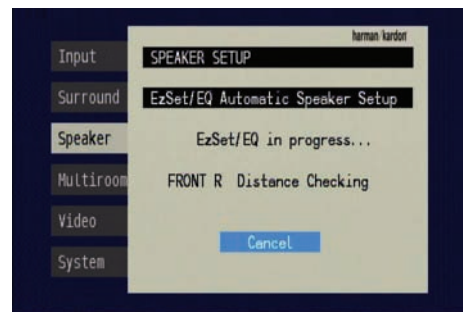 harman/kardon
Input
SPEAKER SETUP
Surround
EzSet/EQ Automatic Speaker Setup
Speaker
EzSet/EQ in progress...
Multiroom
FRONT R Distance Checking
Video
Cancel
System